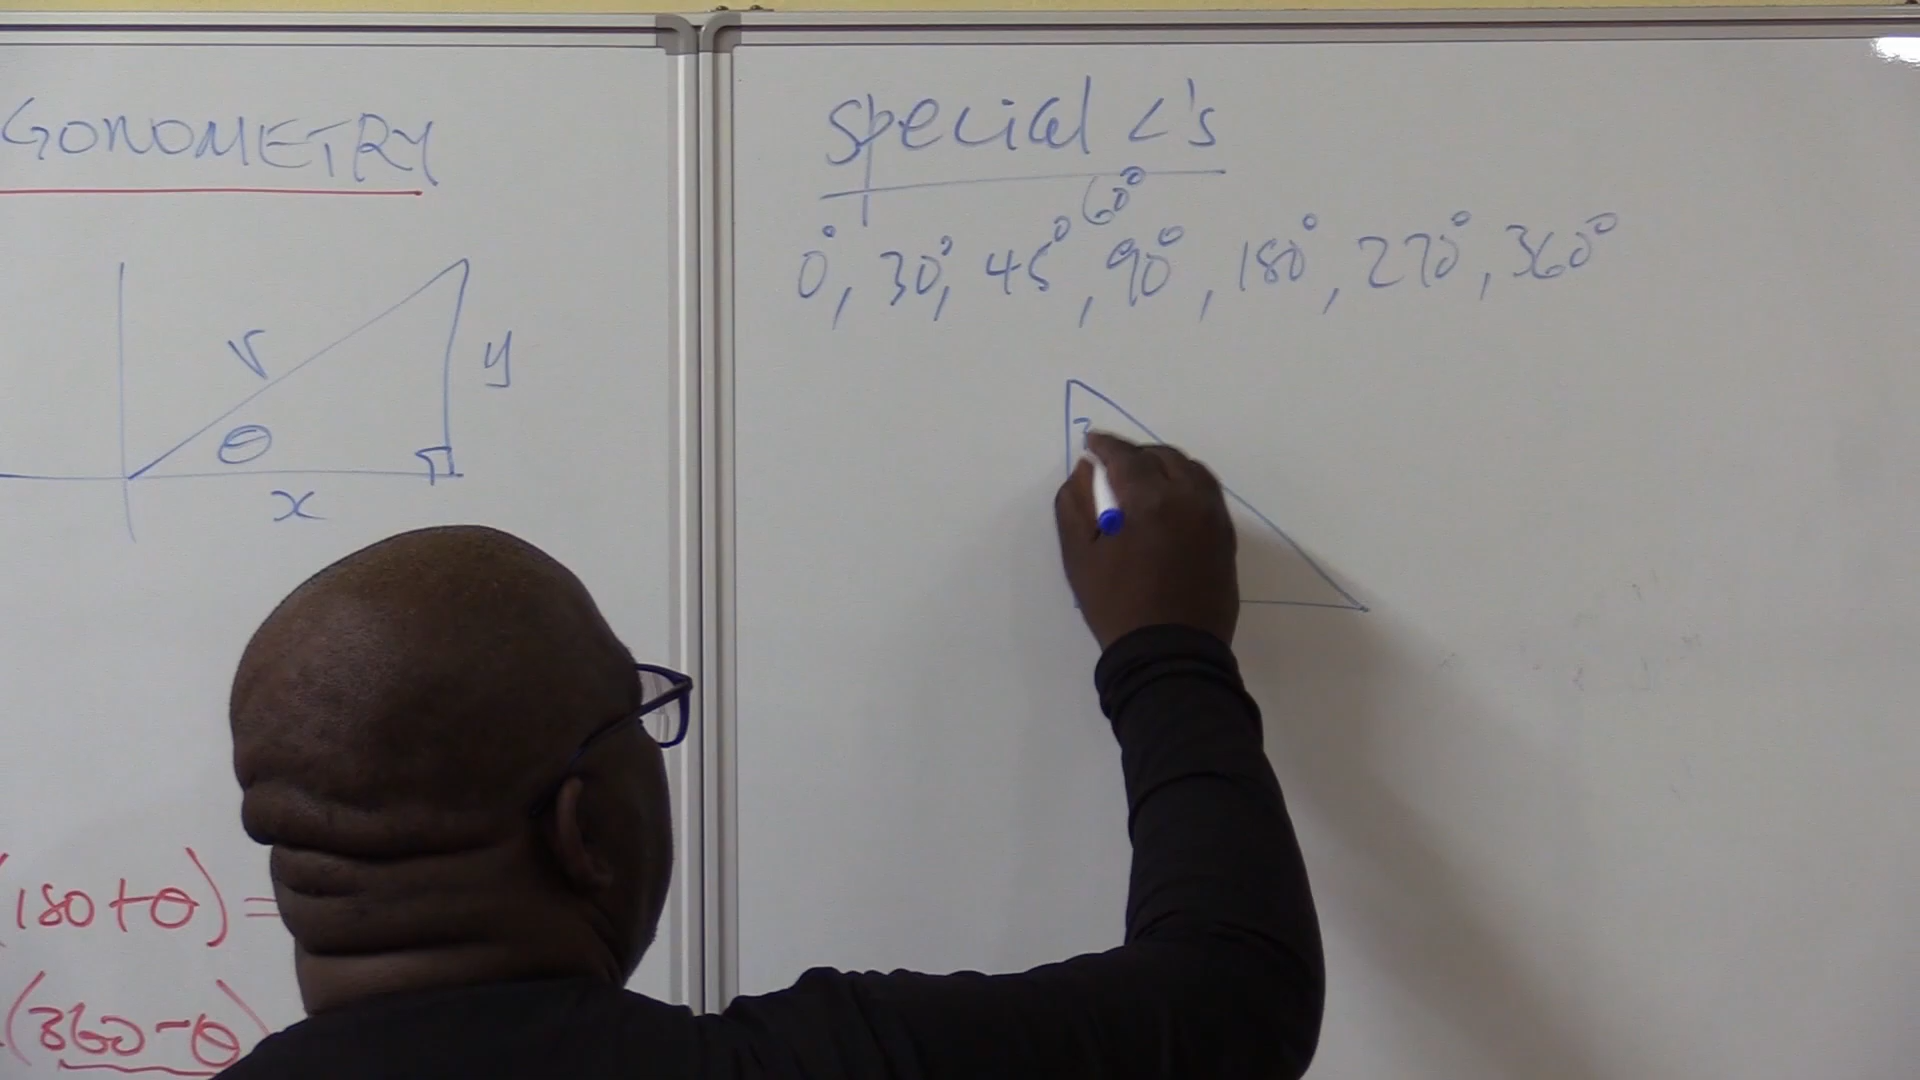 GONOMETRY
r
y
θ
x
(180+θ)=
(360-θ)
special <'s
60°
0°, 30°, 45°, 90°, 180°, 270°, 360°